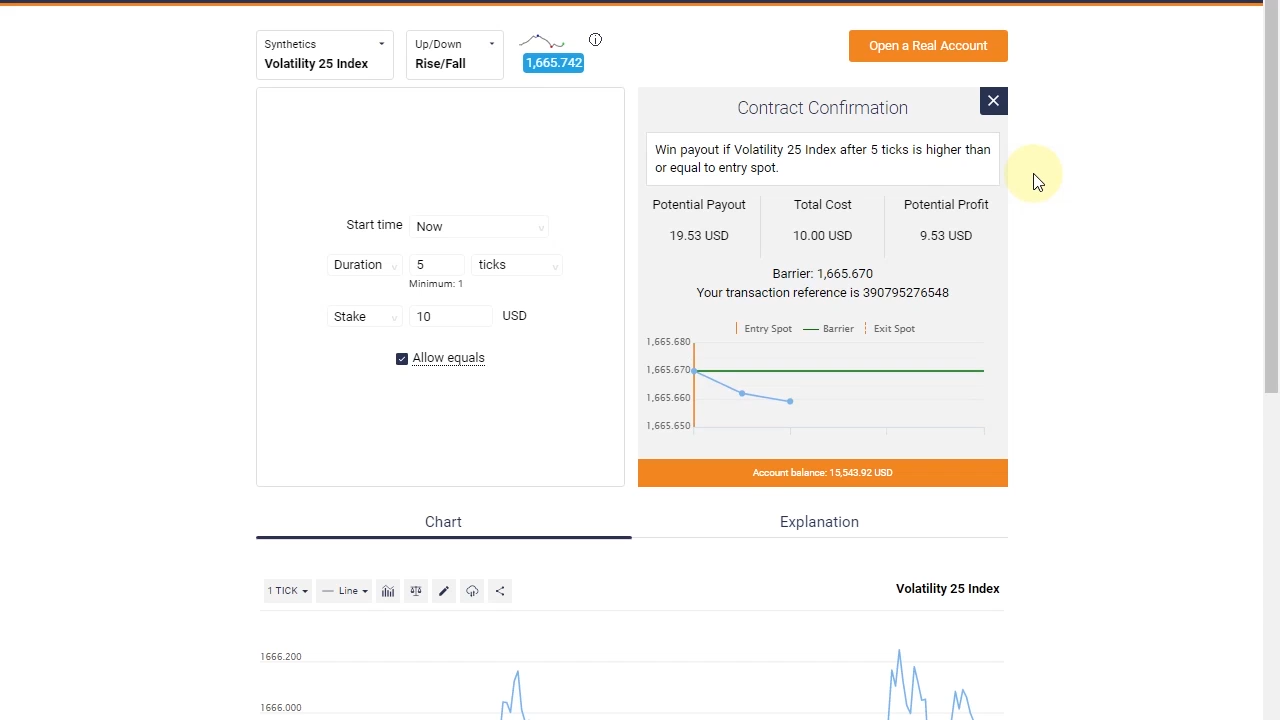 Synthetics
Volatility 25 Index
Up/Down
Rise/Fall
1,665.742
Open a Real Account
Start time
Now
Duration
5
ticks
Minimum: 1
Stake
10
USD
Allow equals
Contract Confirmation
Win payout if Volatility 25 Index after 5 ticks is higher than
or equal to entry spot.
Potential Payout
Total Cost
Potential Profit
19.53 USD
10.00 USD
9.53 USD
Barrier: 1,665.670
Your transaction reference is 390795276548
Entry Spot
Barrier
Exit Spot
1,665.680
1,665.670
1,665.660
1,665.650
Account balance: 15,543.92 USD
Chart
Explanation
1 TICK
Line
Volatility 25 Index
1666.200
1666.000